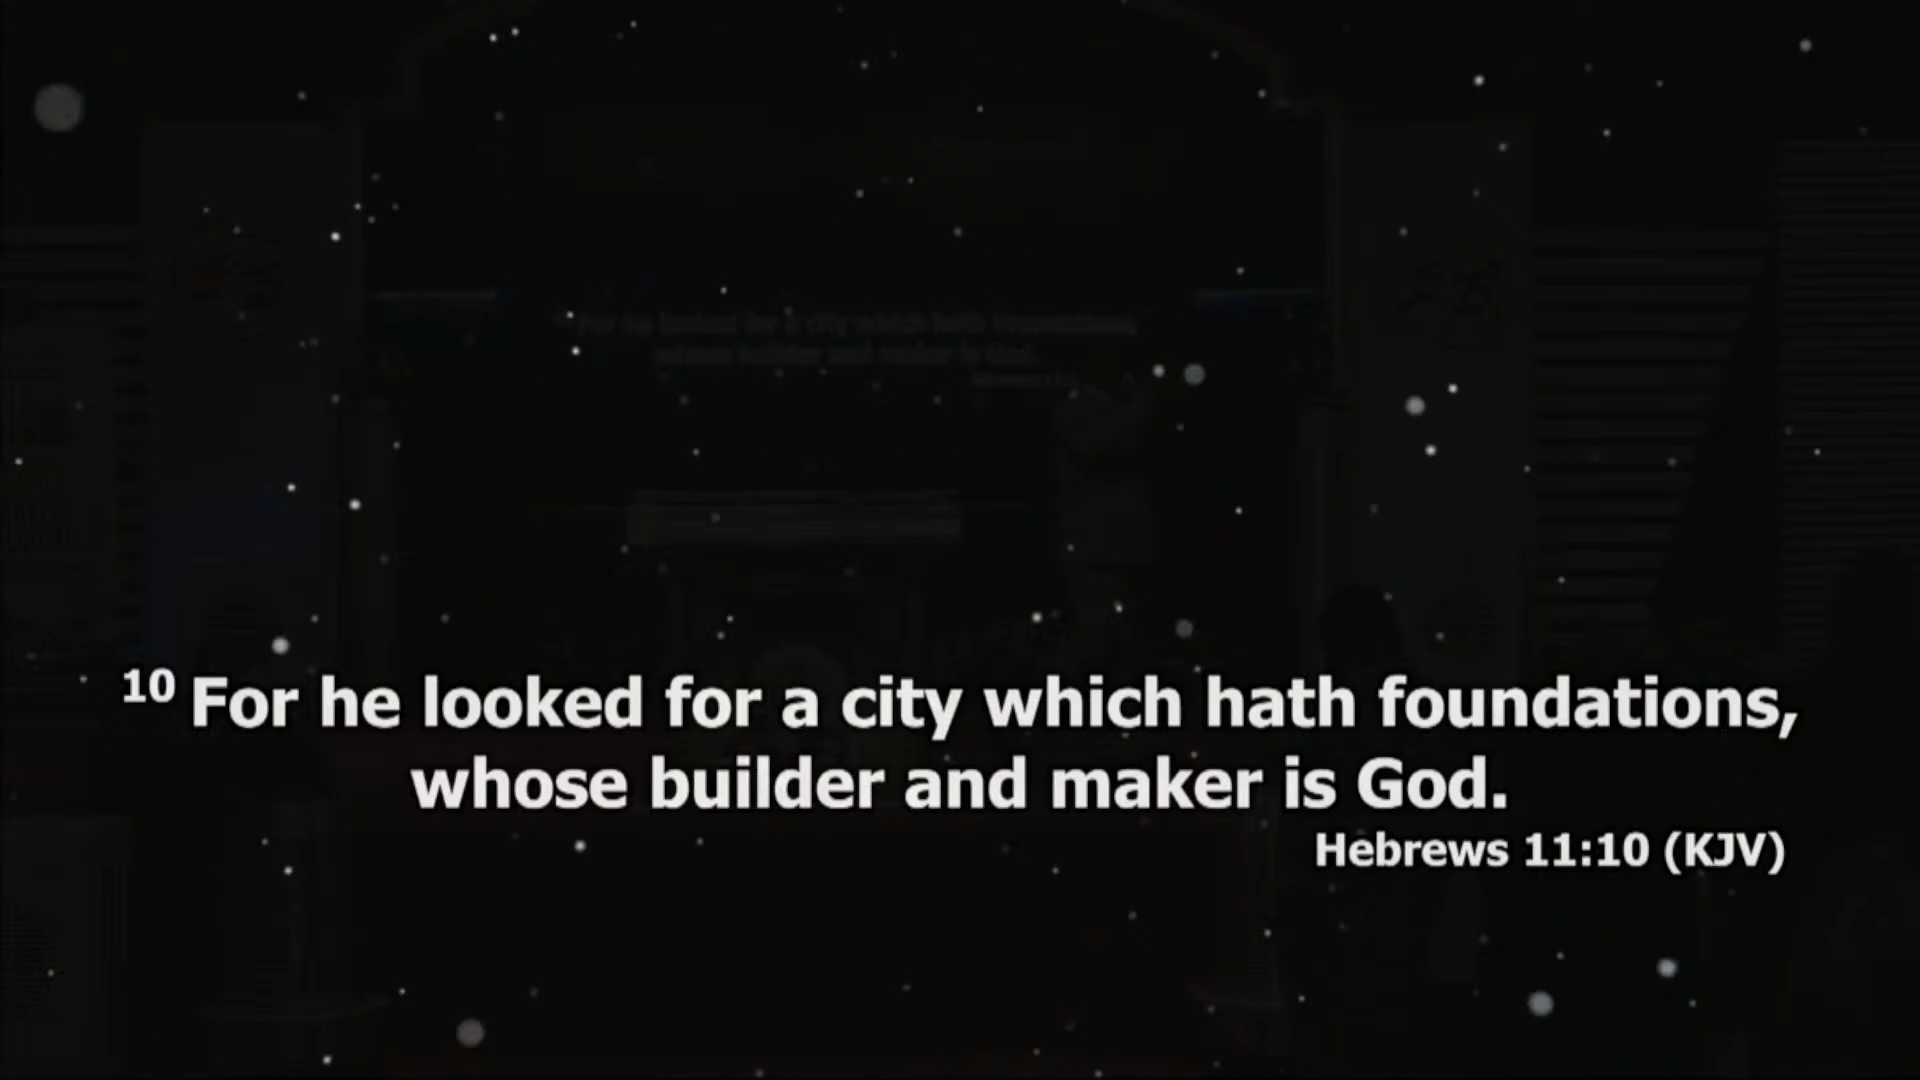 10 For he looked for a city which hath foundations,
whose builder and maker is God.
Hebrews 11:10 (KJV)